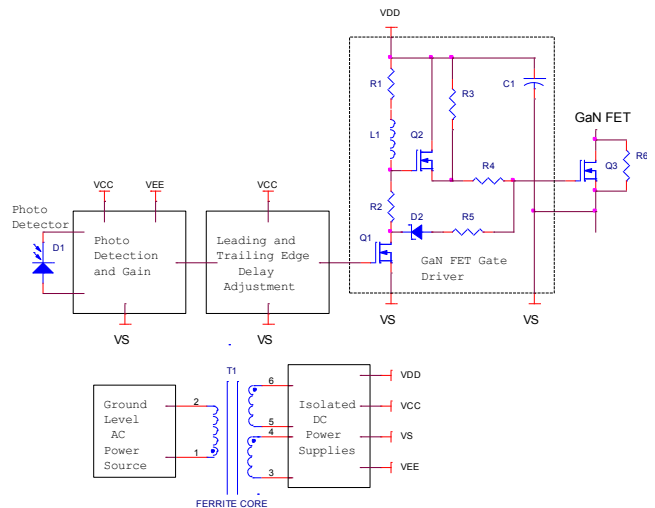 VDD
R1
R3
C1
L1
Q2
GaN FET
R4
Q3
R6
R2
D2
R5
Q1
GaN FET Gate
Driver
VS
VS
VCC
VEE
VCC
Photo
Detector
D1
Photo
Detection
and Gain
Leading and
Trailing Edge
Delay
Adjustment
VS
VS
T1
Ground
Level
AC
Power
Source
2
1
6
5
4
3
Isolated
DC
Power
Supplies
VDD
VCC
VS
VEE
FERRITE CORE